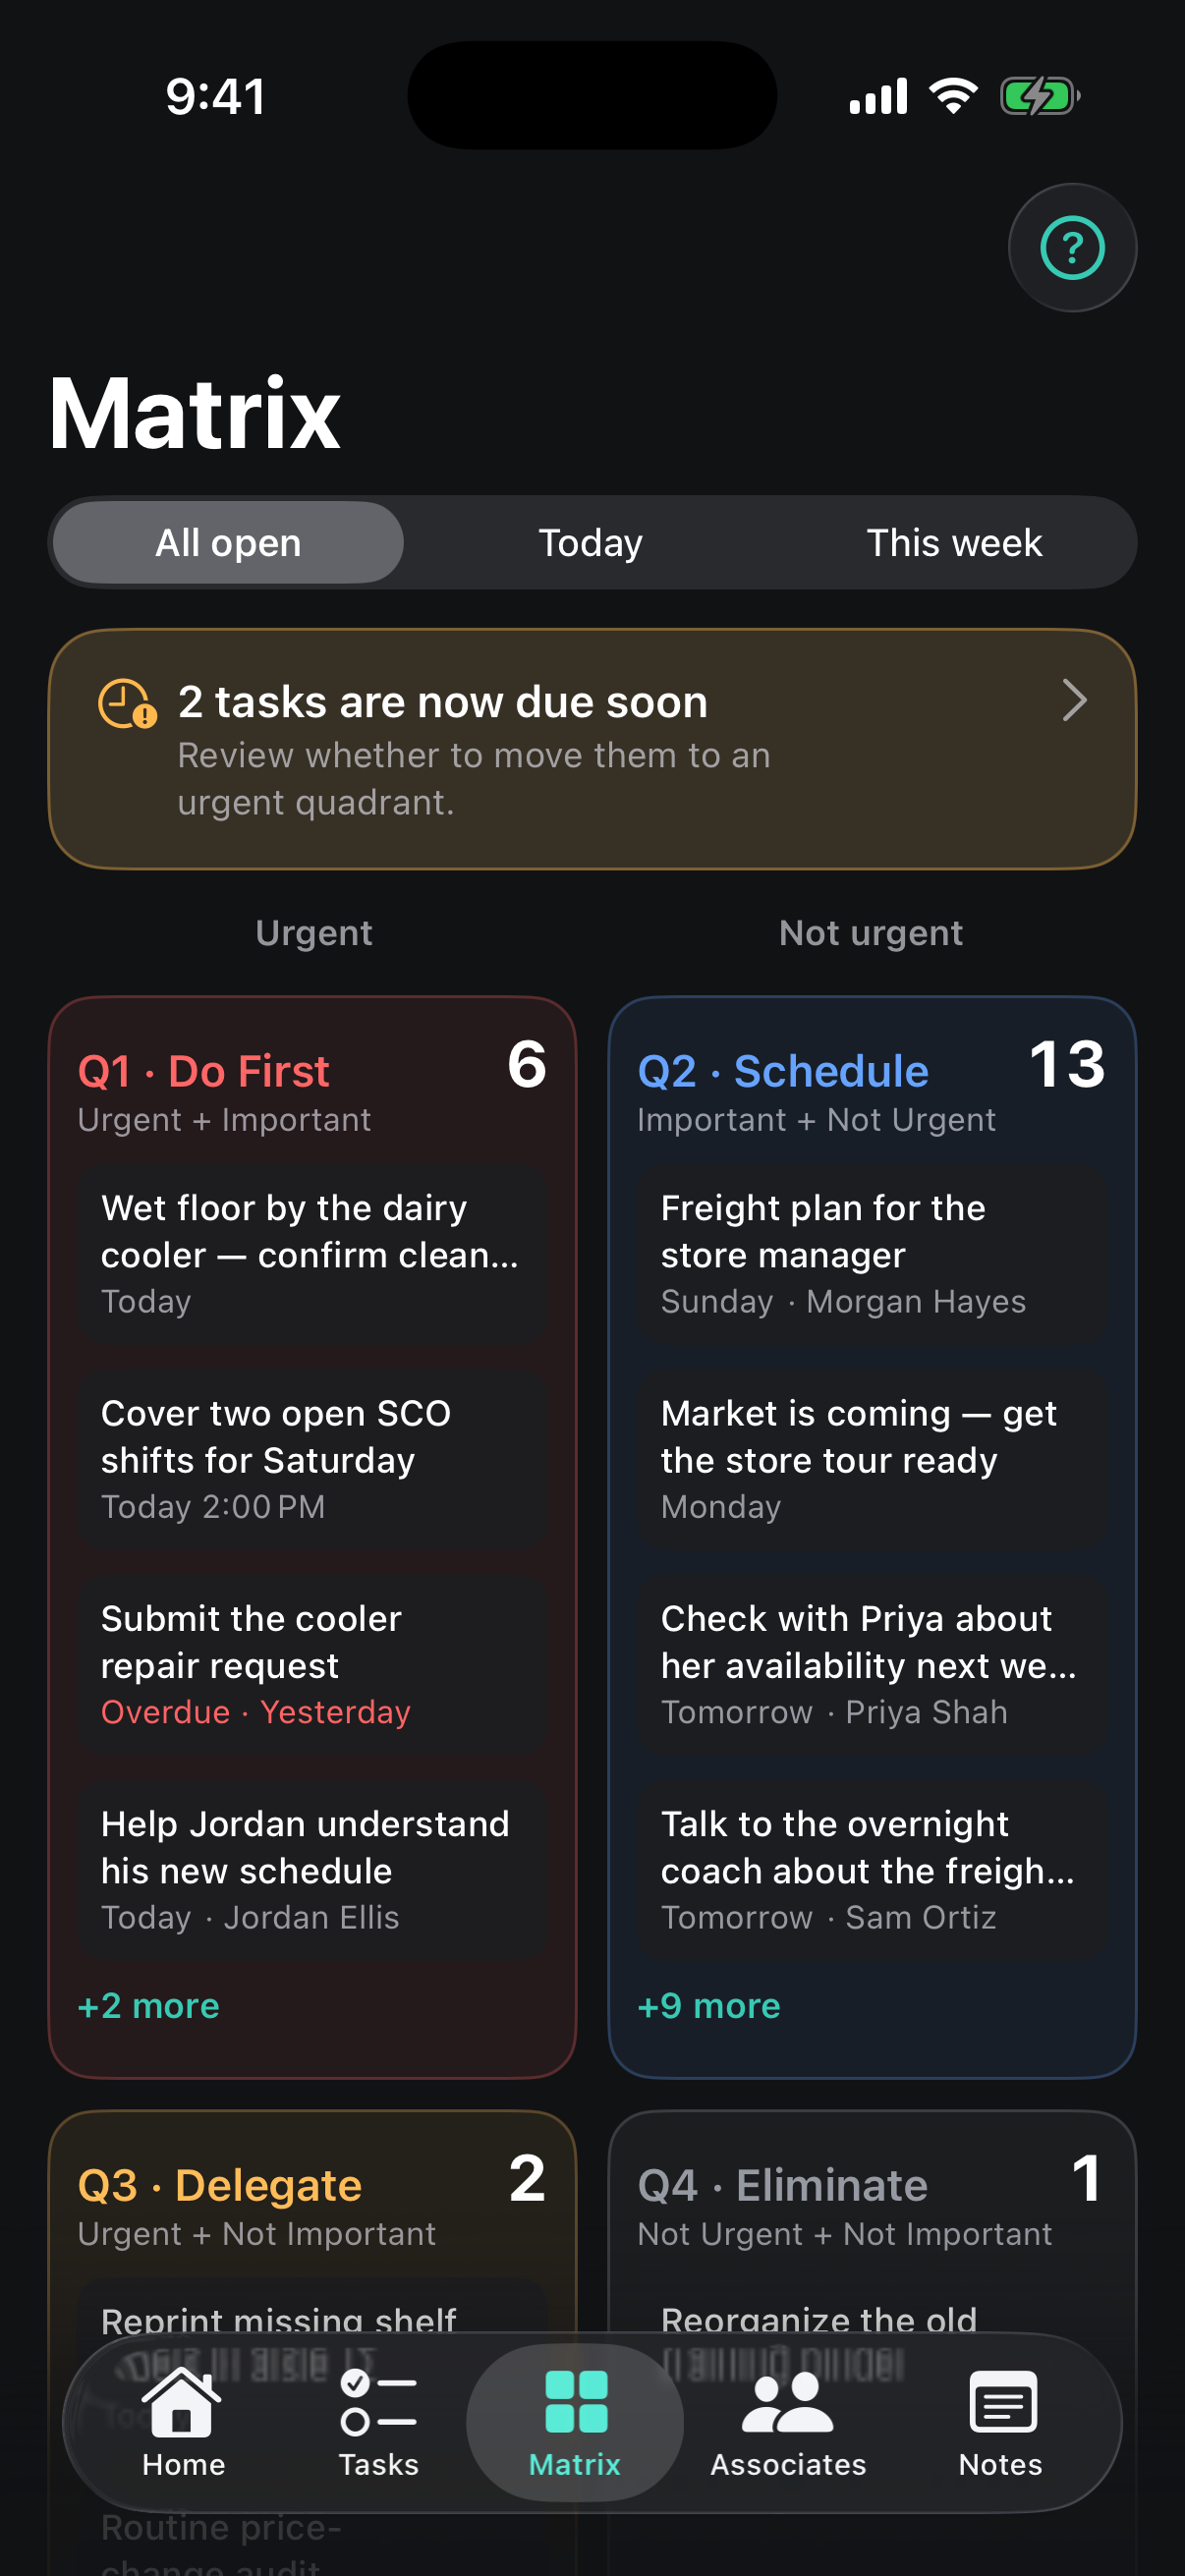 9:41
?
Matrix
All open
Today
This week
2 tasks are now due soon
Review whether to move them to an
urgent quadrant.
Urgent
Not urgent
Q1 · Do First
6
Urgent + Important
Wet floor by the dairy
cooler — confirm clean...
Today
Cover two open SCO
shifts for Saturday
Today 2:00 PM
Submit the cooler
repair request
Overdue · Yesterday
Help Jordan understand
his new schedule
Today · Jordan Ellis
+2 more
Q2 · Schedule
13
Important + Not Urgent
Freight plan for the
store manager
Sunday · Morgan Hayes
Market is coming — get
the store tour ready
Monday
Check with Priya about
her availability next we...
Tomorrow · Priya Shah
Talk to the overnight
coach about the freigh...
Tomorrow · Sam Ortiz
+9 more
Q3 · Delegate
2
Urgent + Not Important
Reprint missing shelf
Routine price-
change audit
Q4 · Eliminate
1
Not Urgent + Not Important
Reorganize the old
Home
Tasks
Matrix
Associates
Notes